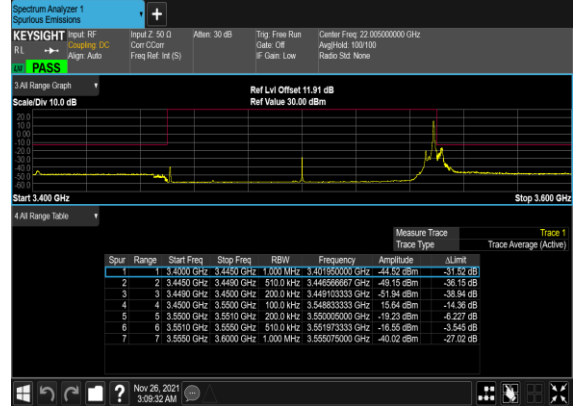 Spectrum Analyzer 1
Spurious Emissions
+
KEYSIGHT Input: RF Input Z: 50 Ω Atten: 30 dB Trig: Free Run Center Freq: 22.005000000 GHz
RL Coupling: DC Corr CCorr Gate: Off Avg|Hold: 100/100
Align: Auto Freq Ref: Int (S) IF Gain: Low Radio Std: None
PASS
3 All Range Graph
Ref Lvl Offset 11.91 dB
Scale/Div 10.0 dB Ref Value 30.00 dBm
20.0
10.0
0.00
-10.0
-20.0
-30.0
-40.0
-50.0
-60.0
Start 3.400 GHz Stop 3.600 GHz
4 All Range Table
Measure Trace Trace 1
Trace Type Trace Average (Active)
Spur Range Start Freq Stop Freq RBW Frequency Amplitude ΔLimit
1 1 3.4000 GHz 3.4450 GHz 1.000 MHz 3.401950000 GHz -44.52 dBm -31.52 dB
2 2 3.4450 GHz 3.4490 GHz 510.0 kHz 3.446566667 GHz -49.15 dBm -36.15 dB
3 3 3.4490 GHz 3.4500 GHz 200.0 kHz 3.449103333 GHz -51.94 dBm -38.94 dB
4 4 3.4500 GHz 3.5500 GHz 100.0 kHz 3.548833333 GHz 15.64 dBm -14.36 dB
5 5 3.5500 GHz 3.5510 GHz 200.0 kHz 3.550005000 GHz -19.23 dBm -6.227 dB
6 6 3.5510 GHz 3.5550 GHz 510.0 kHz 3.551973333 GHz -16.55 dBm -3.545 dB
7 7 3.5550 GHz 3.6000 GHz 1.000 MHz 3.555075000 GHz -40.02 dBm -27.02 dB
? Nov 26, 2021
3:09:32 AM